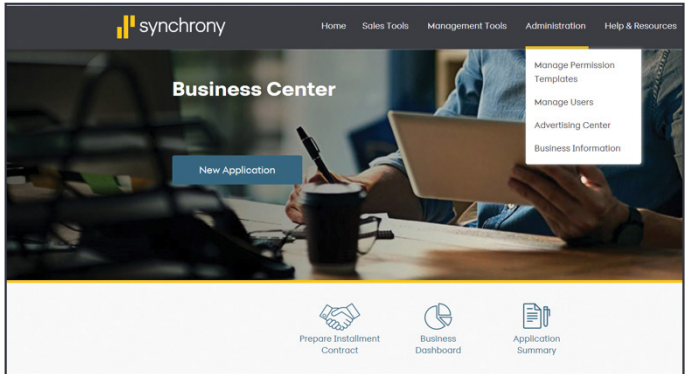 synchrony
Home Sales Tools Management Tools Administration Help & Resources
Manage Permission
Templates
Manage Users
Advertising Center
Business Information
Business Center
New Application
Prepare Installment
Contract
Business
Dashboard
Application
Summary